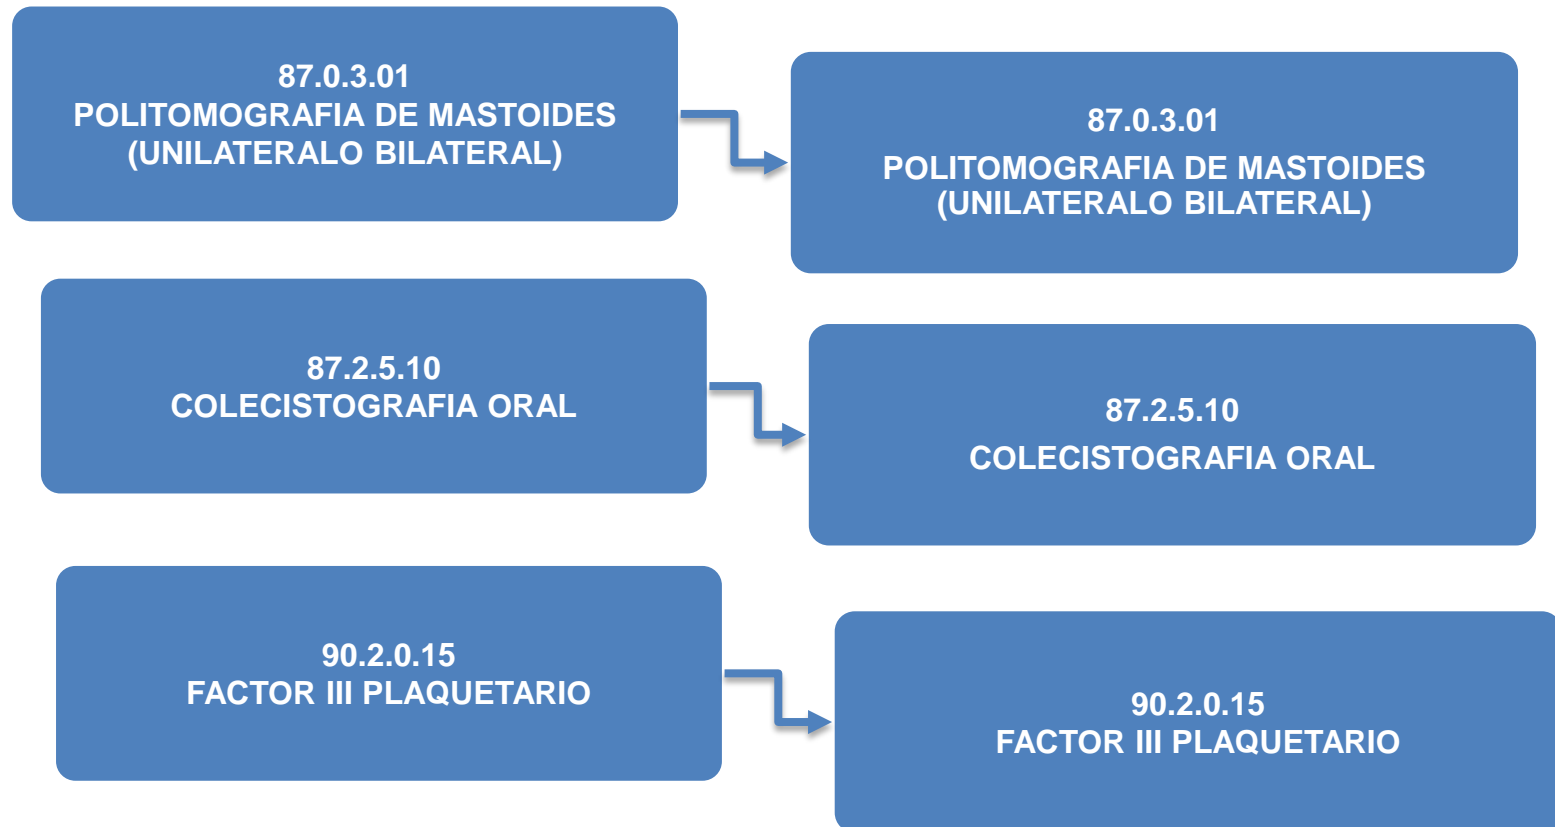 87.0.3.01
POLITOMOGRAFIA DE MASTOIDES
(UNILATERALO BILATERAL)
87.0.3.01
POLITOMOGRAFIA DE MASTOIDES
(UNILATERALO BILATERAL)
87.2.5.10
COLECISTOGRAFIA ORAL
87.2.5.10
COLECISTOGRAFIA ORAL
90.2.0.15
FACTOR III PLAQUETARIO
90.2.0.15
FACTOR III PLAQUETARIO